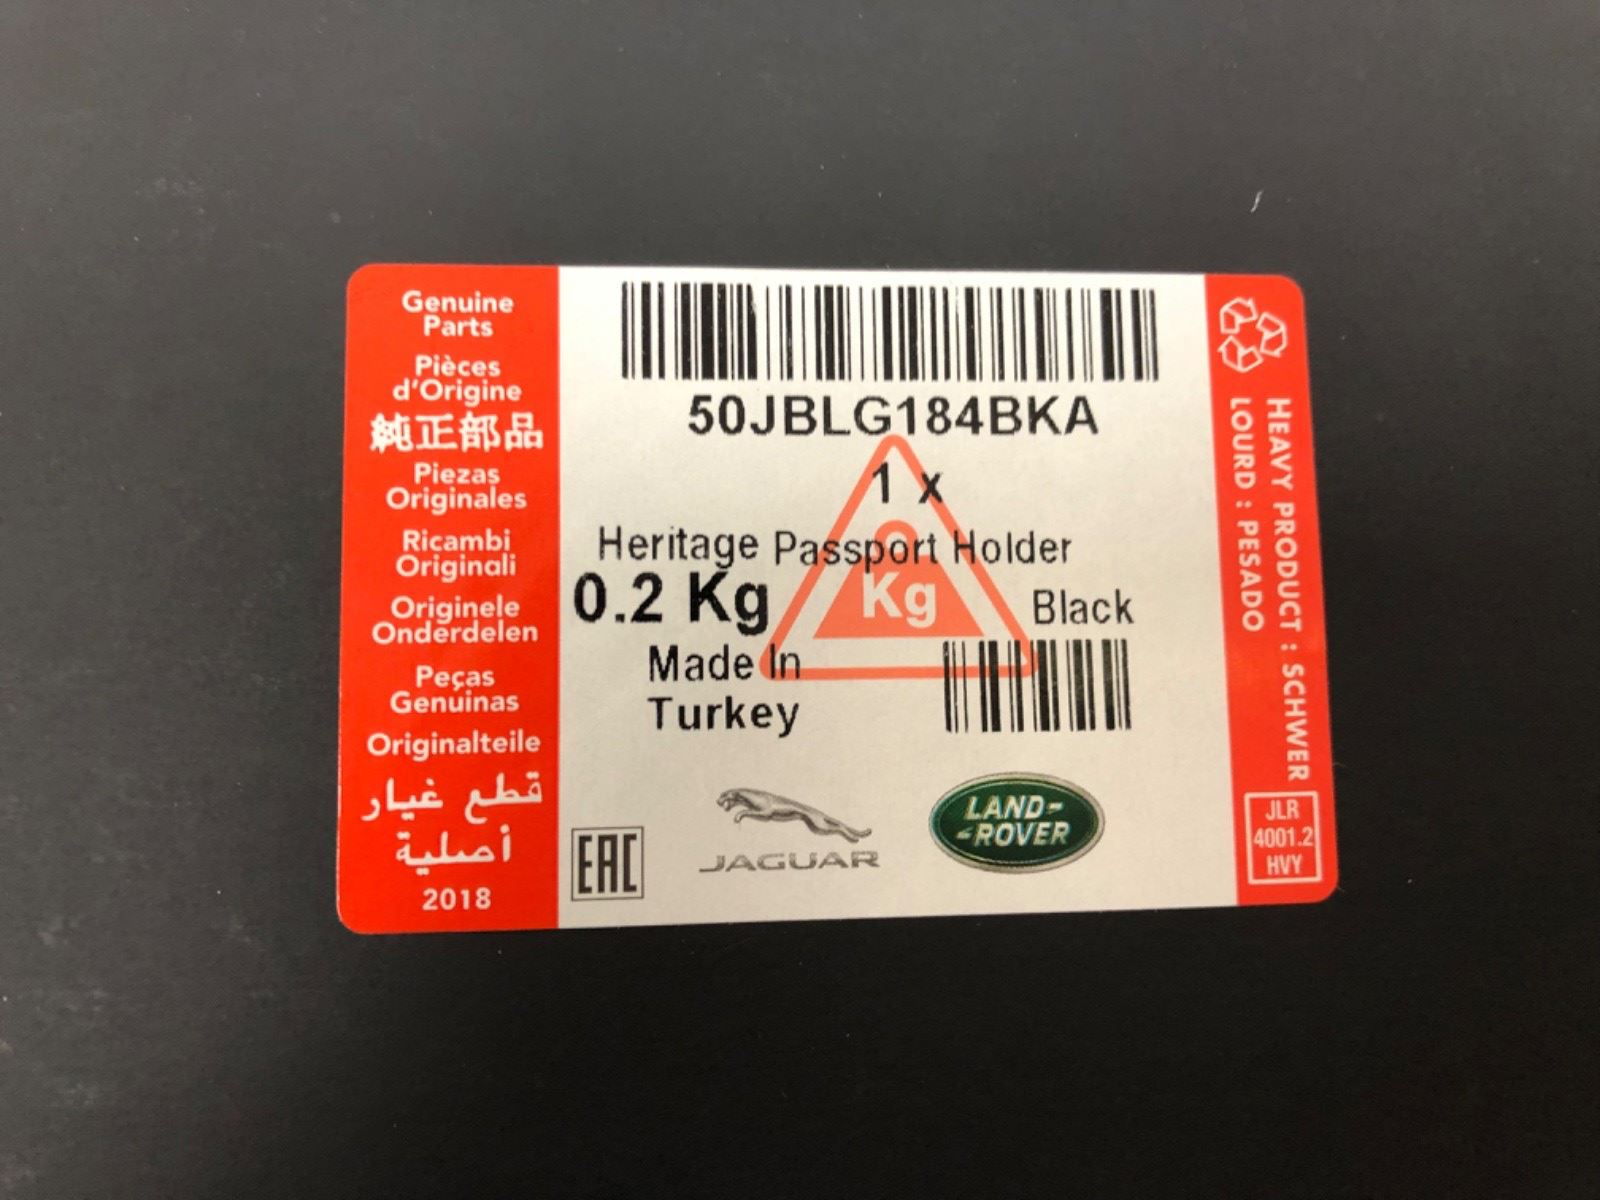 Genuine
Parts
Pièces
d'Origine
純正部品
Piezas
Originales
Ricambi
Originali
Originele
Onderdelen
Peças
Genuinas
Originalteile
قطع غيار
أصلية
2018
50JBLG184BKA
1 x
Heritage Passport Holder
0.2 Kg
Kg
Black
Made In
Turkey
EAC
JAGUAR
LAND-
-ROVER
HEAVY PRODUCT : SCHWER
LOURD : PESADO
JLR
4001.2
HVY